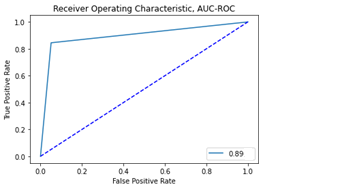 Receiver Operating Characteristic, AUC-ROC
1.0
0.8
0.6
0.4
0.2
0.0
True Positive Rate
0.89
0.0 0.2 0.4 0.6 0.8 1.0
False Positive Rate